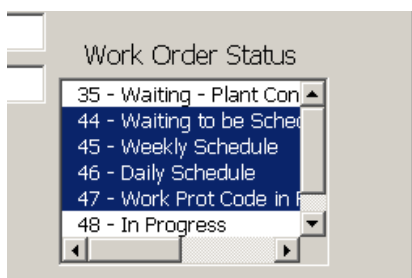 Work Order Status
35 - Waiting - Plant Con
44 - Waiting to be Sched
45 - Weekly Schedule
46 - Daily Schedule
47 - Work Prot Code in
48 - In Progress